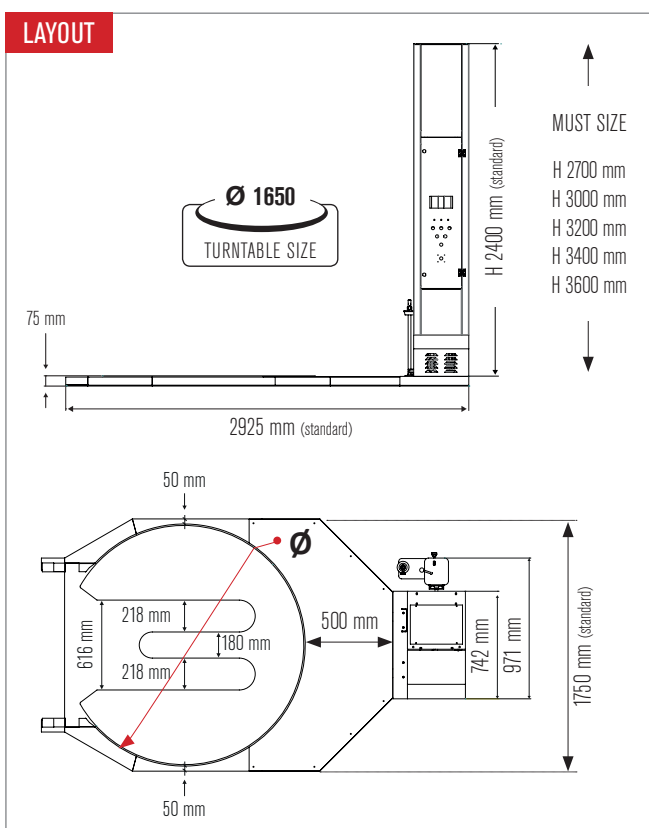 LAYOUT
MUST SIZE
H 2700 mm
H 3000 mm
H 3200 mm
H 3400 mm
H 3600 mm
H 2400 mm (standard)
Ø 1650
TURNTABLE SIZE
75 mm
2925 mm (standard)
50 mm
Ø
218 mm
500 mm
180 mm
616 mm
218 mm
742 mm
971 mm
1750 mm (standard)
50 mm